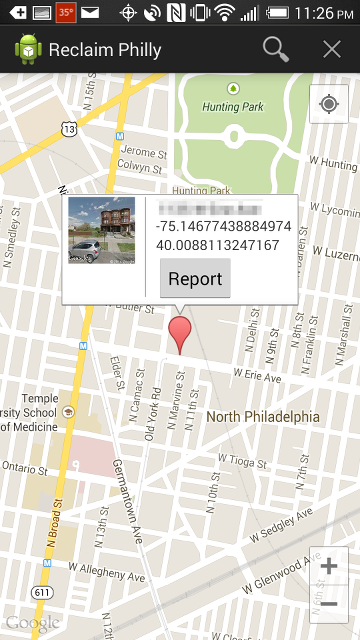 35°
11:26 PM
Reclaim Philly
Hunting Park
N 15th St
13
M
Jerome St
Colwyn St
W Hunting
Hunting Park
W Lycoming
N Smedley St
-75.14677438884974
40.0088113247167
W Luzerne
Report
W Butler St
N Delhi St
N 9th St
N Franklin St
N Marshall St
M
Elder St
W Erie Ave
N Camac St
Old York Rd
N Marvine St
N 11th St
Temple
ersity School
of Medicine
North Philadelphia
Ontario St
W Tioga St
Germantown Ave
N 10th St
N 7th St
N Broad St
N 13th St
W Sedgley Ave
W Allegheny Ave
W Glenwood Ave
611
N 6th St
+
−
Google